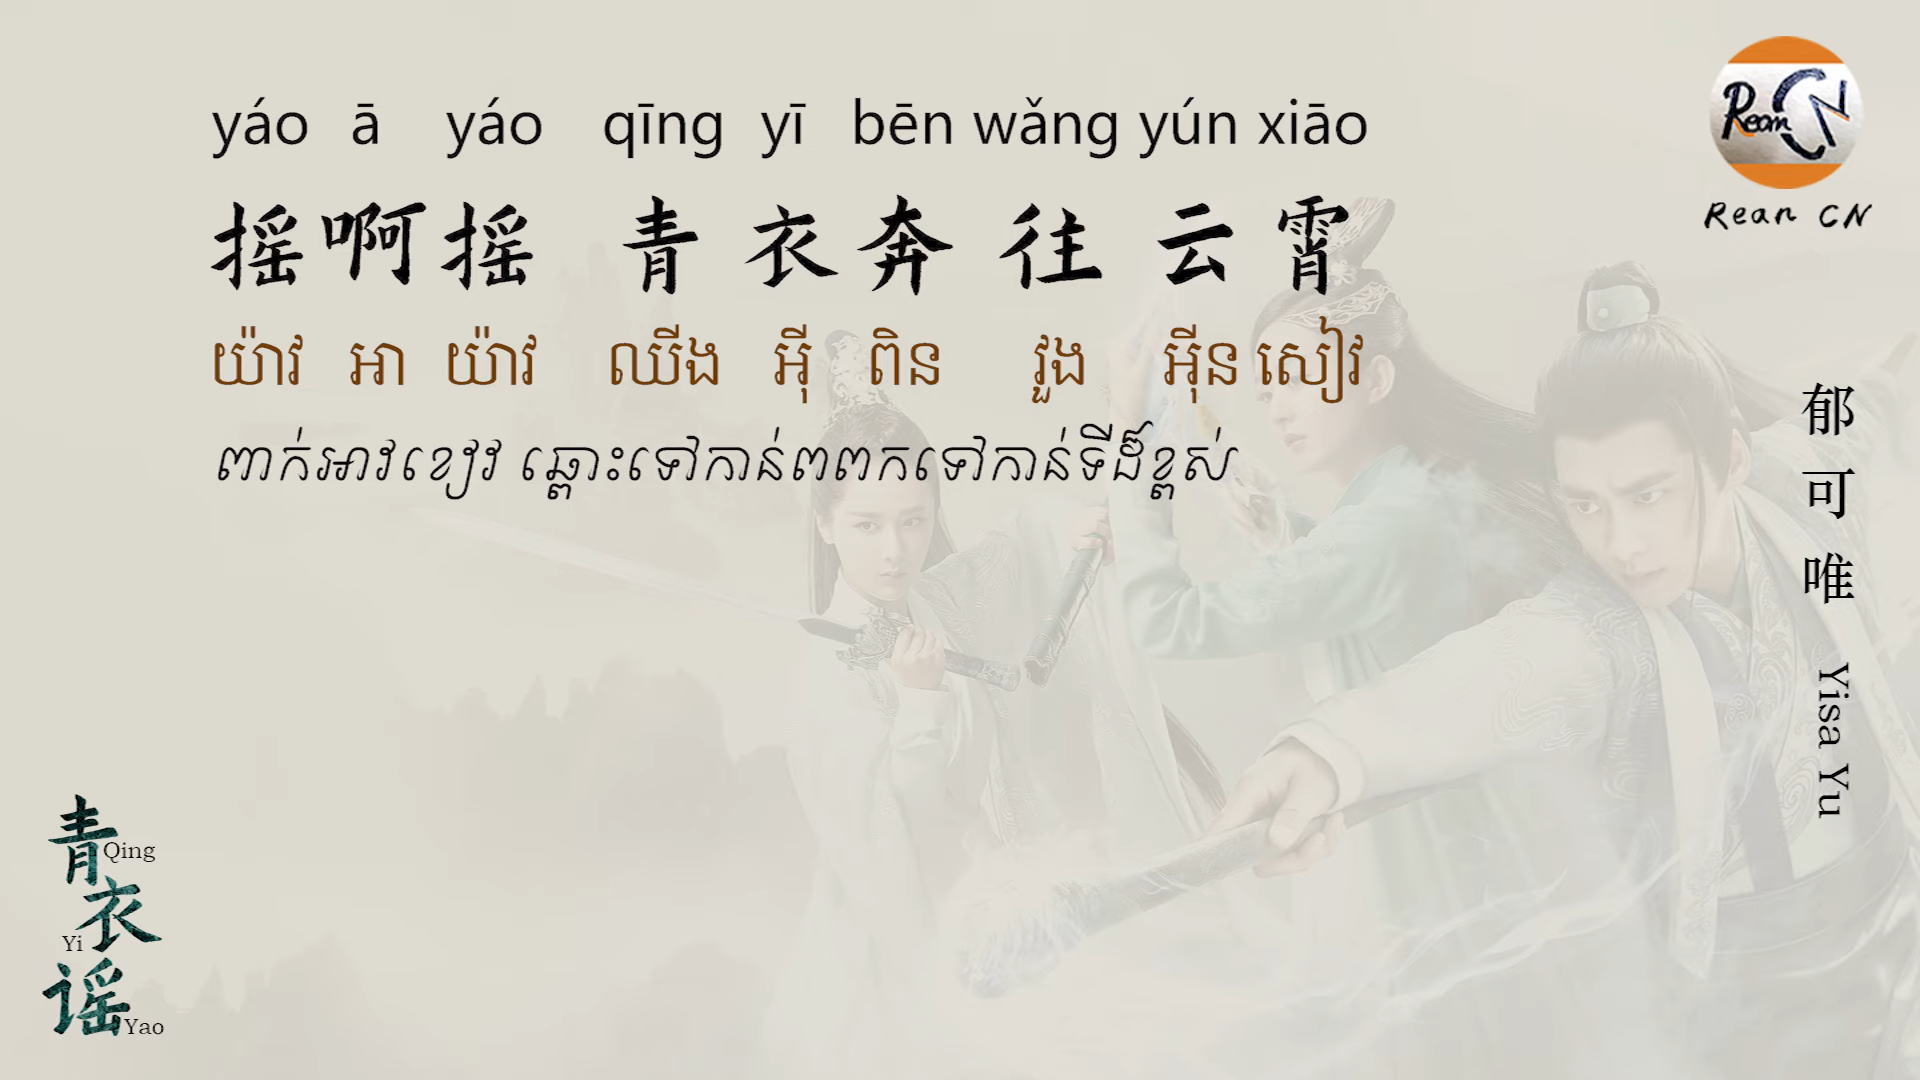 yáo ā yáo qīng yī bēn wǎng yún xiāo
摇啊摇 青衣奔往云霄
យ៉ាវ អា យ៉ាវ ឈីង អ៊ី ពិន វួង អ៊ីន សៀវ
ពាក់អាវខៀវ ឆ្ពោះទៅកាន់ពពកទៅកាន់ទីដ៏ខ្ពស់
Rean CN
Rean CN
郁可唯 Yisa Yu
青衣谣
Qing
Yi
Yao